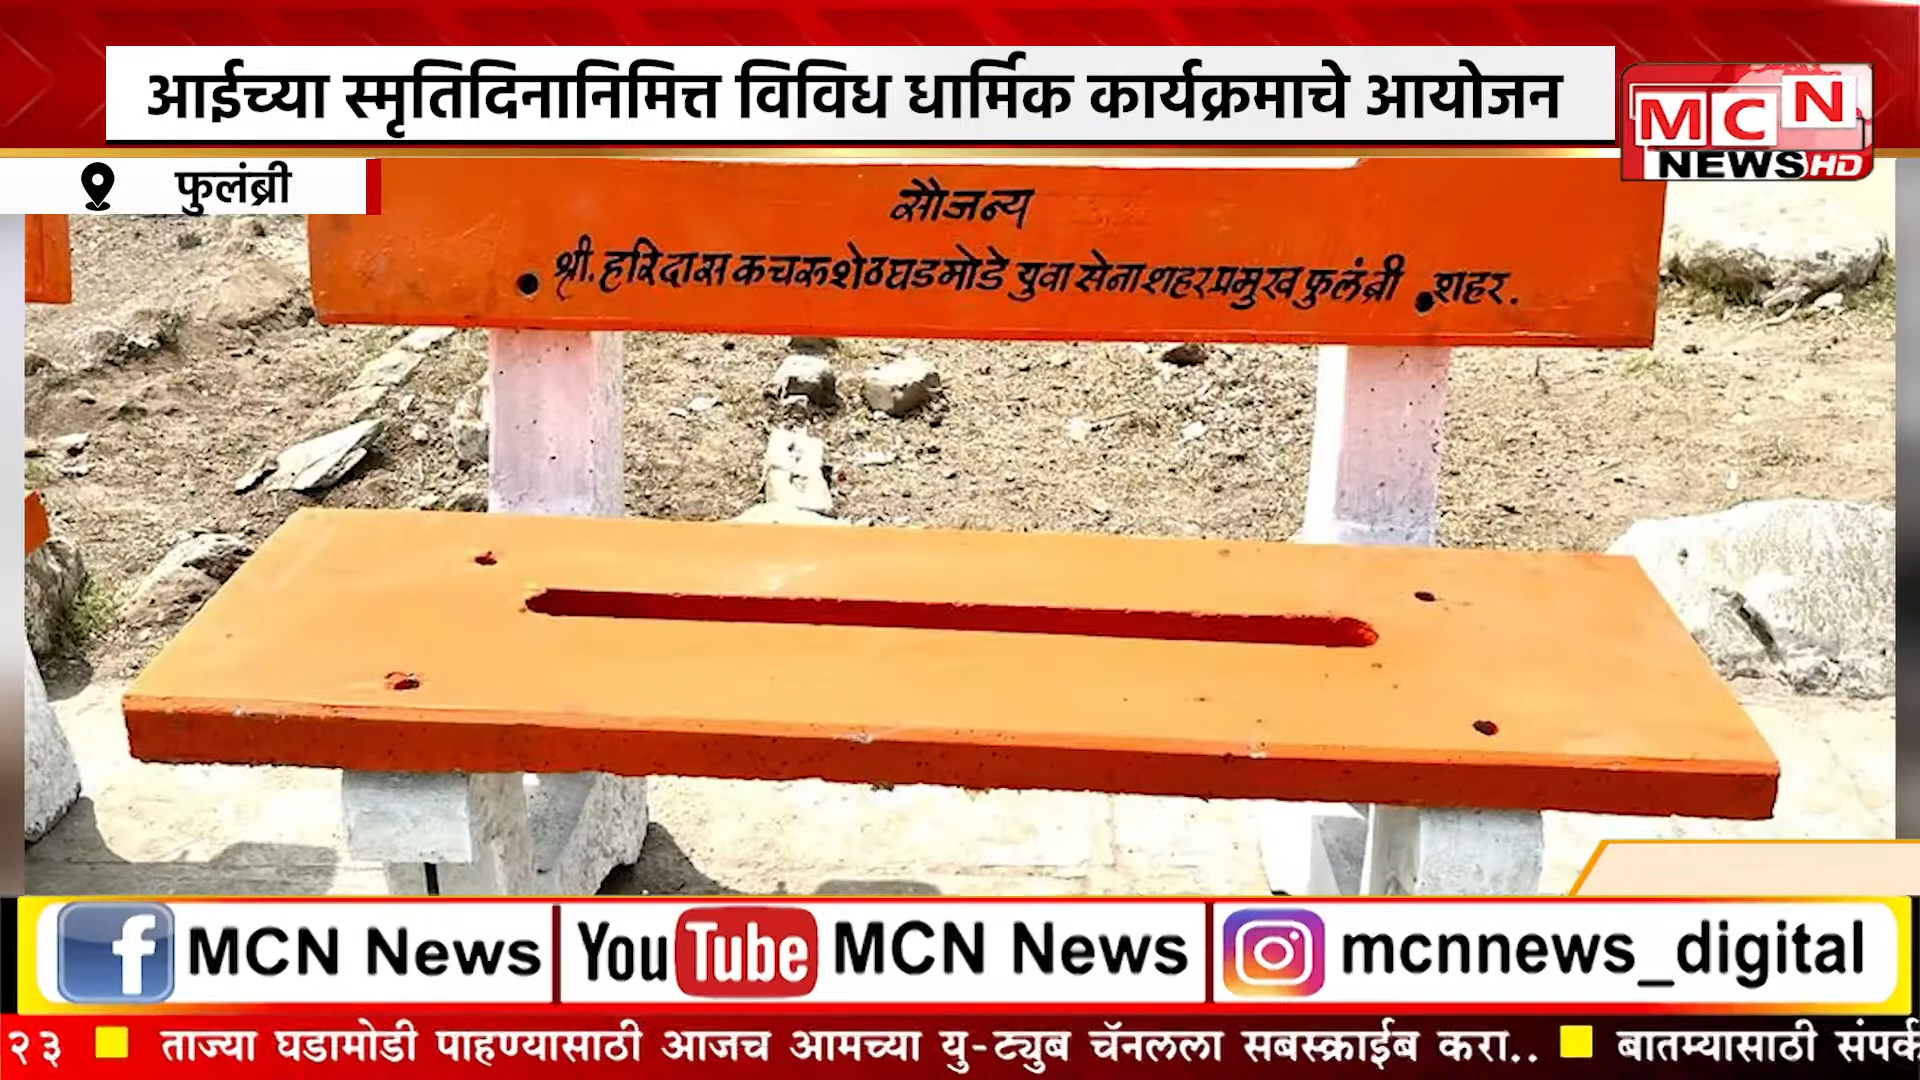 आईच्या स्मृतिदिनानिमित्त विविध धार्मिक कार्यक्रमाचे आयोजन
MCN
NEWS HD
फुलंब्री
सौजन्य
श्री. हरिदास कचरूशेठ घडमोडे युवा सेना शहरप्रमुख फुलंब्री शहर.
MCN News
YouTube MCN News
mcnnews_digital
२३ ताज्या घडामोडी पाहण्यासाठी आजच आमच्या यु-ट्युब चॅनलला सबस्क्राईब करा.. बातम्यासाठी संपर्क